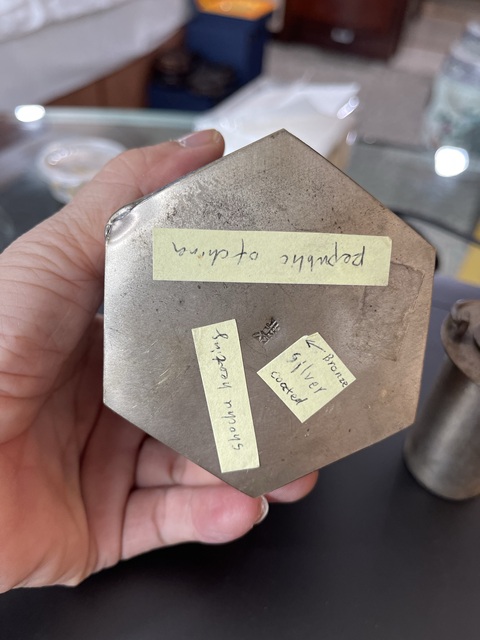 Republic of china
shochu heating
Bronze
silver
coated